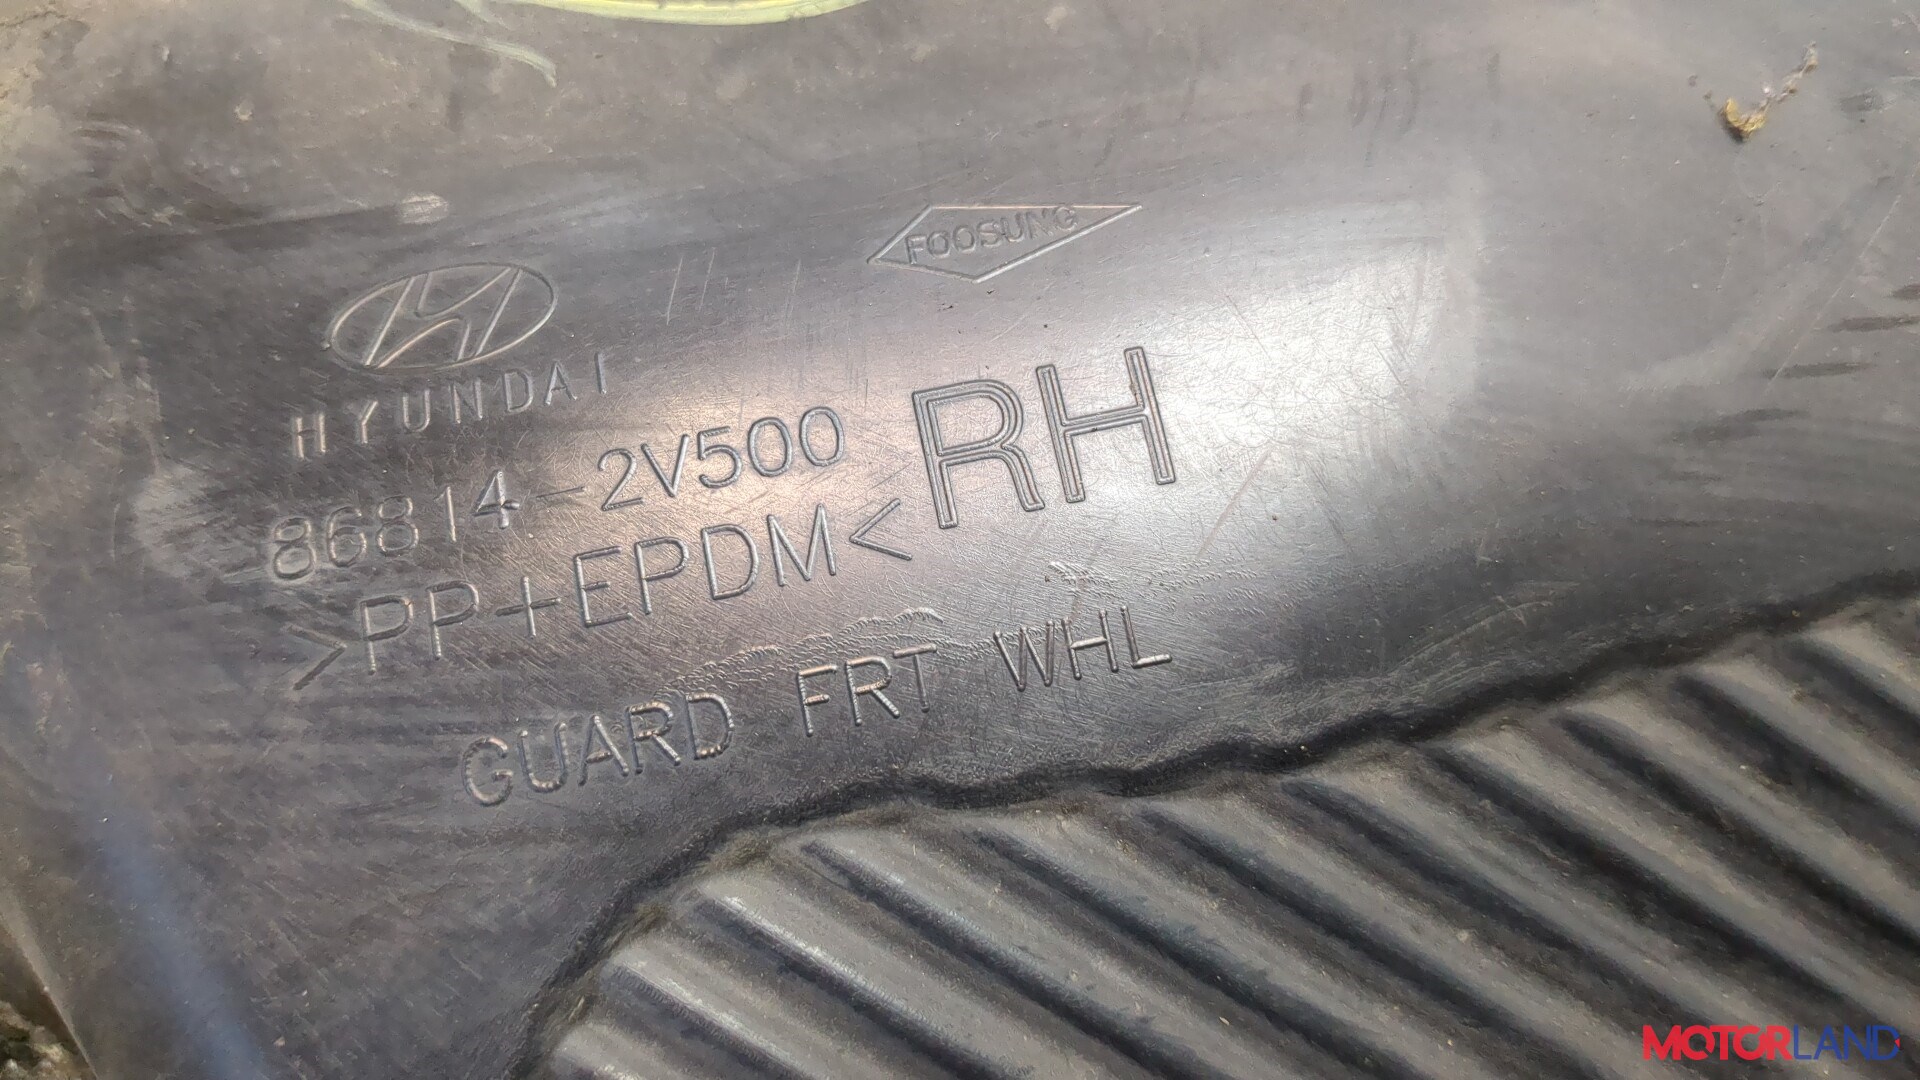 FOOSUNG
HYUNDAI
86814-2V500
>PP+EPDM<
RH
GUARD FRT WHL
MOTORLAND